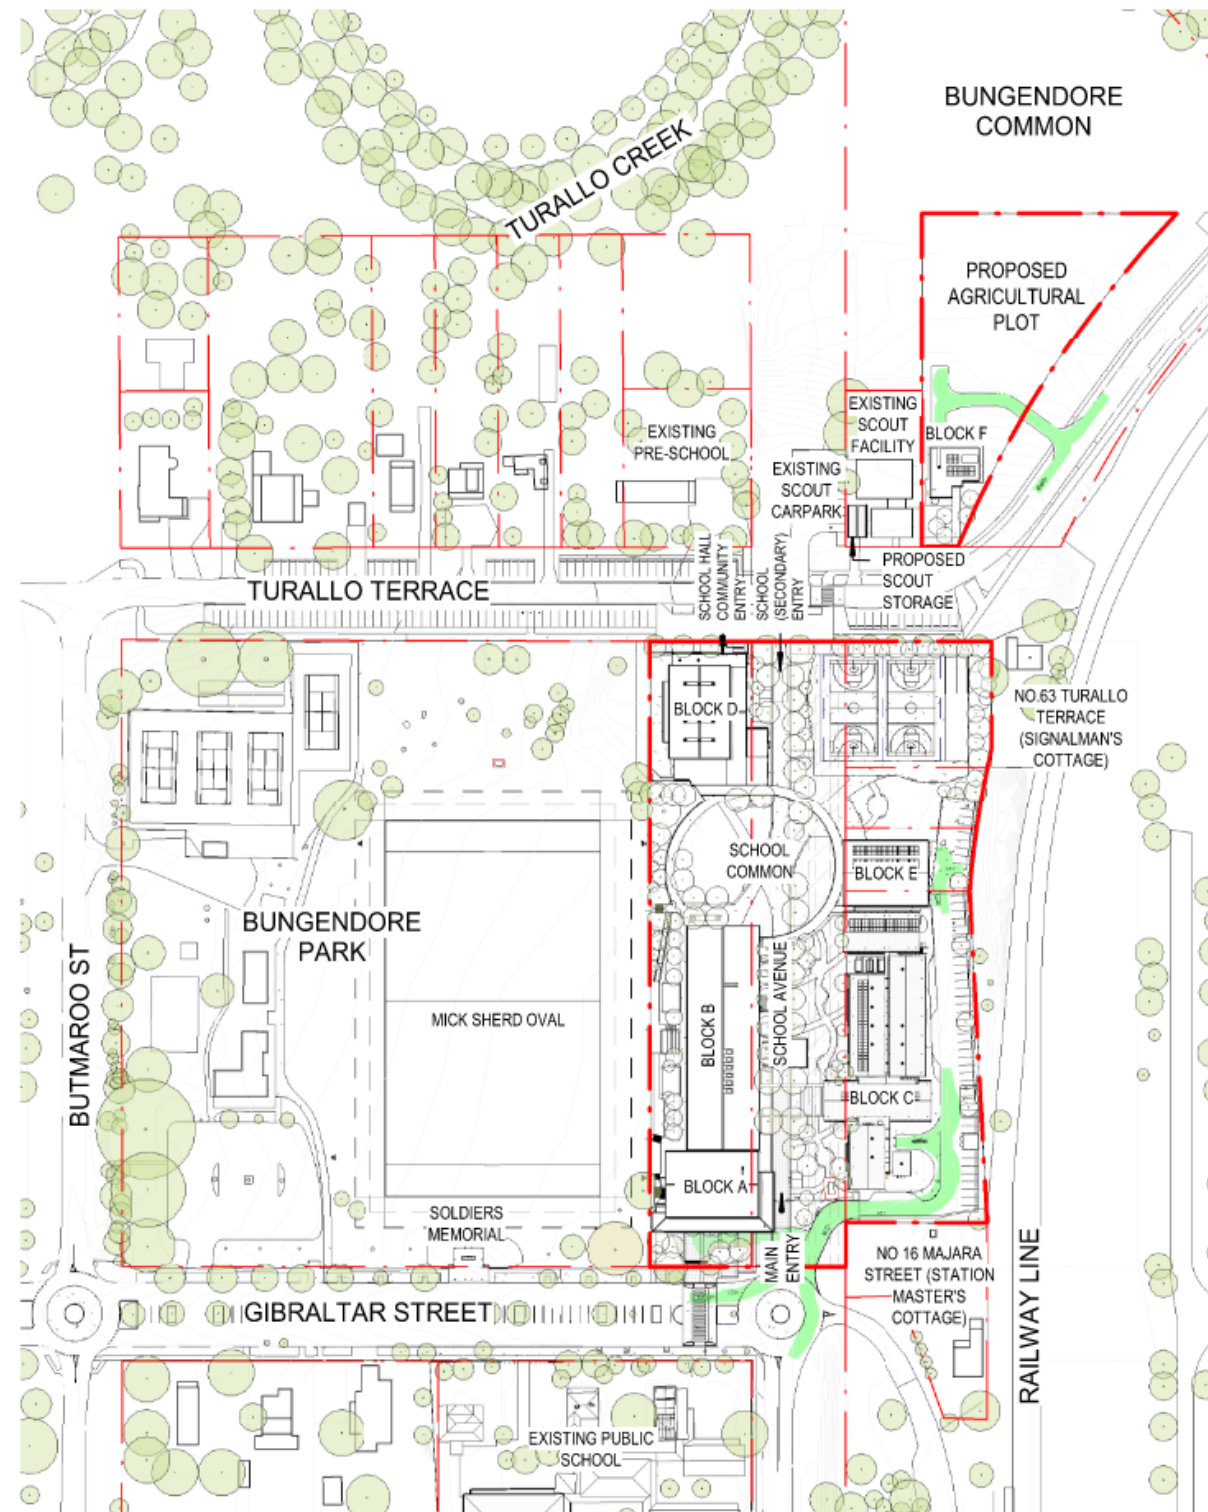 BUNGENDORE
COMMON
TURALLO CREEK
PROPOSED
AGRICULTURAL
PLOT
EXISTING
SCOUT
FACILITY
BLOCK F
EXISTING
PRE-SCHOOL
EXISTING
SCOUT
CARPARK
SCHOOL HALL
COMMUNITY
ENTRY
SCHOOL
(SECONDARY)
ENTRY
PROPOSED
SCOUT
STORAGE
TURALLO TERRACE
BLOCK D
NO.63 TURALLO
TERRACE
(SIGNALMAN'S
COTTAGE)
SCHOOL
COMMON
BLOCK E
BUNGENDORE
PARK
BUTMAROO ST
MICK SHERD OVAL
BLOCK B
SCHOOL AVENUE
BLOCK C
BLOCK A
SOLDIERS
MEMORIAL
MAIN
ENTRY
NO 16 MAJARA
STREET (STATION
MASTER'S
COTTAGE)
RAILWAY LINE
GIBRALTAR STREET
EXISTING PUBLIC
SCHOOL